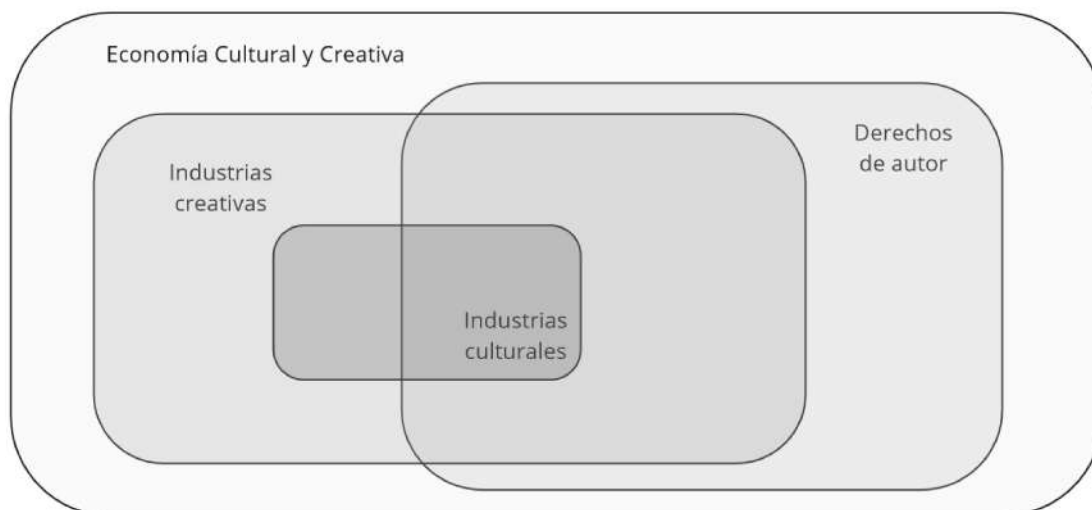 Economía Cultural y Creativa
Derechos
de autor
Industrias
creativas
Industrias
culturales